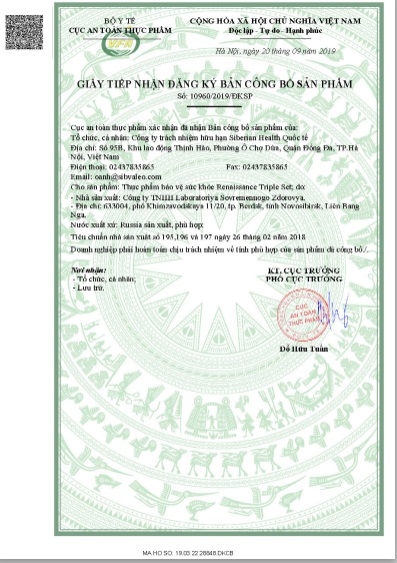 BỘ Y TẾ
CỤC AN TOÀN THỰC PHẨM
CỘNG HÒA XÃ HỘI CHỦ NGHĨA VIỆT NAM
Độc lập - Tự do - Hạnh phúc
Hà Nội, ngày 20 tháng 09 năm 2019
GIẤY TIẾP NHẬN ĐĂNG KÝ BẢN CÔNG BỐ SẢN PHẨM
Số: 10960/2019/ĐKSP
Cục an toàn thực phẩm xác nhận đã nhận Bản công bố sản phẩm của:
Tổ chức, cá nhân: Công ty trách nhiệm hữu hạn Siberian Health Quốc tế
Địa chỉ: Số 95B, Khu lao động Thịnh Hào, Phường Ô Chợ Dừa, Quận Đống Đa, TP.Hà
Nội, Việt Nam
Điện thoại: 02437835865 Fax: 02437835865
Email: oanh@sibvaleo.com
Cho sản phẩm: Thực phẩm bảo vệ sức khỏe Renaissance Triple Set; do:
- Nhà sản xuất: Công ty TNHH Laboratoriya Sovremennogo Zdorovya.
- Địa chỉ: 633004, phố Khimzavodskaya 11/20, tp. Berdsk, tỉnh Novosibirsk, Liên Bang
Nga.
Nước xuất xứ: Russia sản xuất, phù hợp:
Tiêu chuẩn nhà sản xuất số 195,196 và 197 ngày 26 tháng 02 năm 2018
Doanh nghiệp phải hoàn toàn chịu trách nhiệm về tính phù hợp của sản phẩm đã công bố./.
Nơi nhận:
- Tổ chức, cá nhân;
- Lưu trữ.
KT. CỤC TRƯỞNG
PHÓ CỤC TRƯỞNG
CỤC
AN TOÀN
THỰC PHẨM
Đỗ Hữu Tuấn
MA HO SO: 19.03.22.28848.DKCB